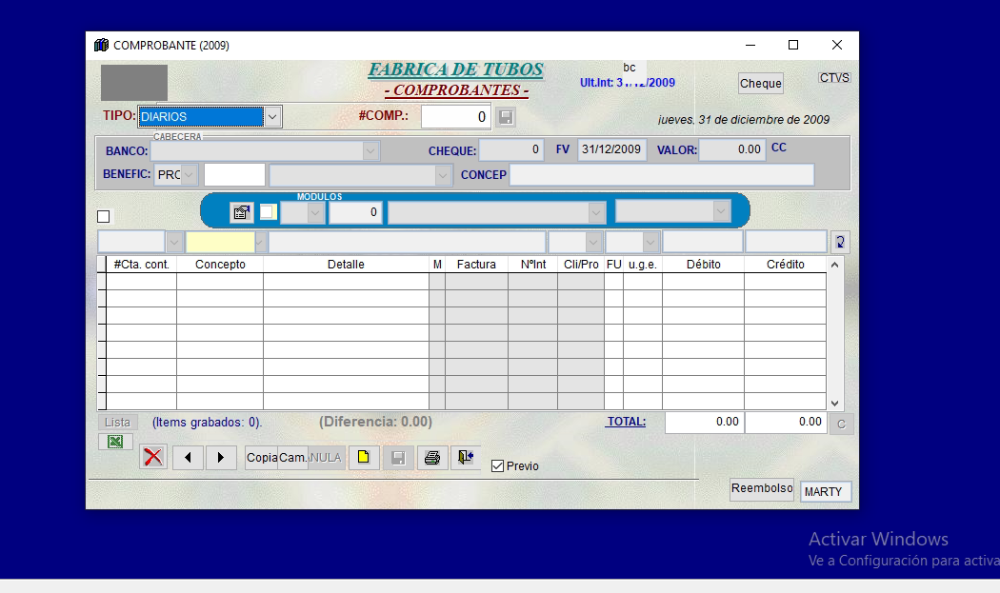 COMPROBANTE (2009)
FABRICA DE TUBOS
- COMPROBANTES -
bc
Ult.Int: 31/12/2009
Cheque
CTVS
TIPO: DIARIOS
#COMP.: 0
jueves, 31 de diciembre de 2009
CABECERA
BANCO:
CHEQUE: 0 FV 31/12/2009 VALOR: 0.00 CC
BENEFIC: PRO
CONCEP
MODULOS
0
#Cta. cont. Concepto Detalle M Factura NºInt Cli/Pro FU u.g.e. Débito Crédito
Lista (Items grabados: 0). (Diferencia: 0.00) TOTAL: 0.00 0.00 C
Copia Cam. NULA
Previo
Reembolso MARTY
Activar Windows
Ve a Configuración para activa